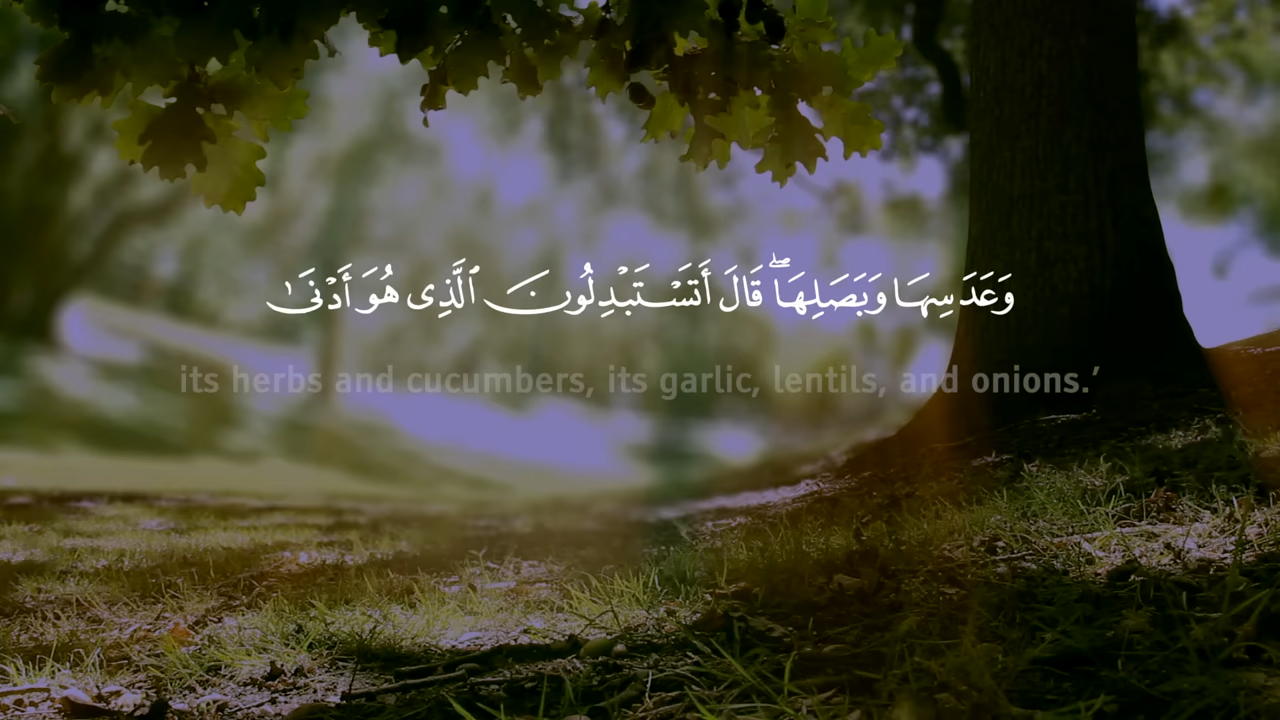 وَعَدَسِهَا وَبَصَلِهَا ۖ قَالَ أَتَسْتَبْدِلُونَ ٱلَّذِى هُوَ أَدْنَىٰ
its herbs and cucumbers, its garlic, lentils, and onions.’